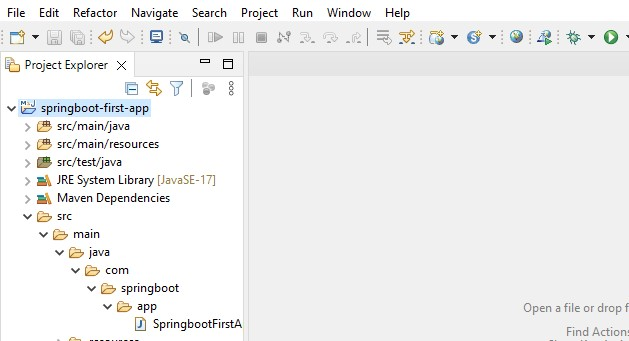 File Edit Refactor Navigate Search Project Run Window Help
Project Explorer
springboot-first-app
src/main/java
src/main/resources
src/test/java
JRE System Library [JavaSE-17]
Maven Dependencies
src
main
java
com
springboot
app
SpringbootFirstA
Open a file or drop f
Find Actions